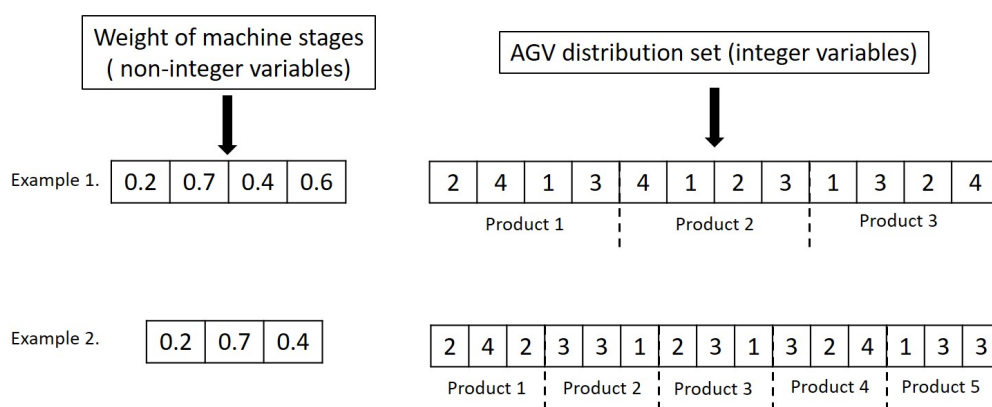 Weight of machine stages
( non-integer variables)
AGV distribution set (integer variables)
Example 1.
0.2 0.7 0.4 0.6
2 4 1 3 4 1 2 3 1 3 2 4
Product 1 Product 2 Product 3
Example 2.
0.2 0.7 0.4
2 4 2 3 3 1 2 3 1 3 2 4 1 3 3
Product 1 Product 2 Product 3 Product 4 Product 5